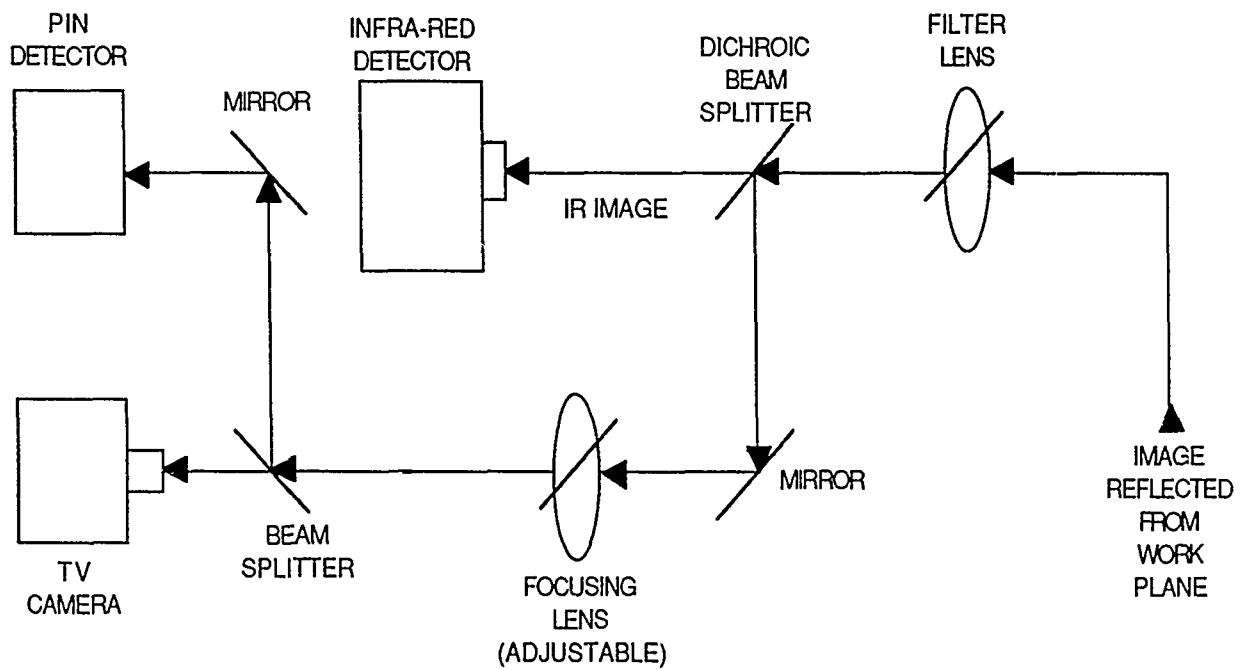 PIN
DETECTOR
MIRROR
INFRA-RED
DETECTOR
DICHROIC
BEAM
SPLITTER
FILTER
LENS
IR IMAGE
TV
CAMERA
BEAM
SPLITTER
FOCUSING
LENS
(ADJUSTABLE)
MIRROR
IMAGE
REFLECTED
FROM
WORK
PLANE